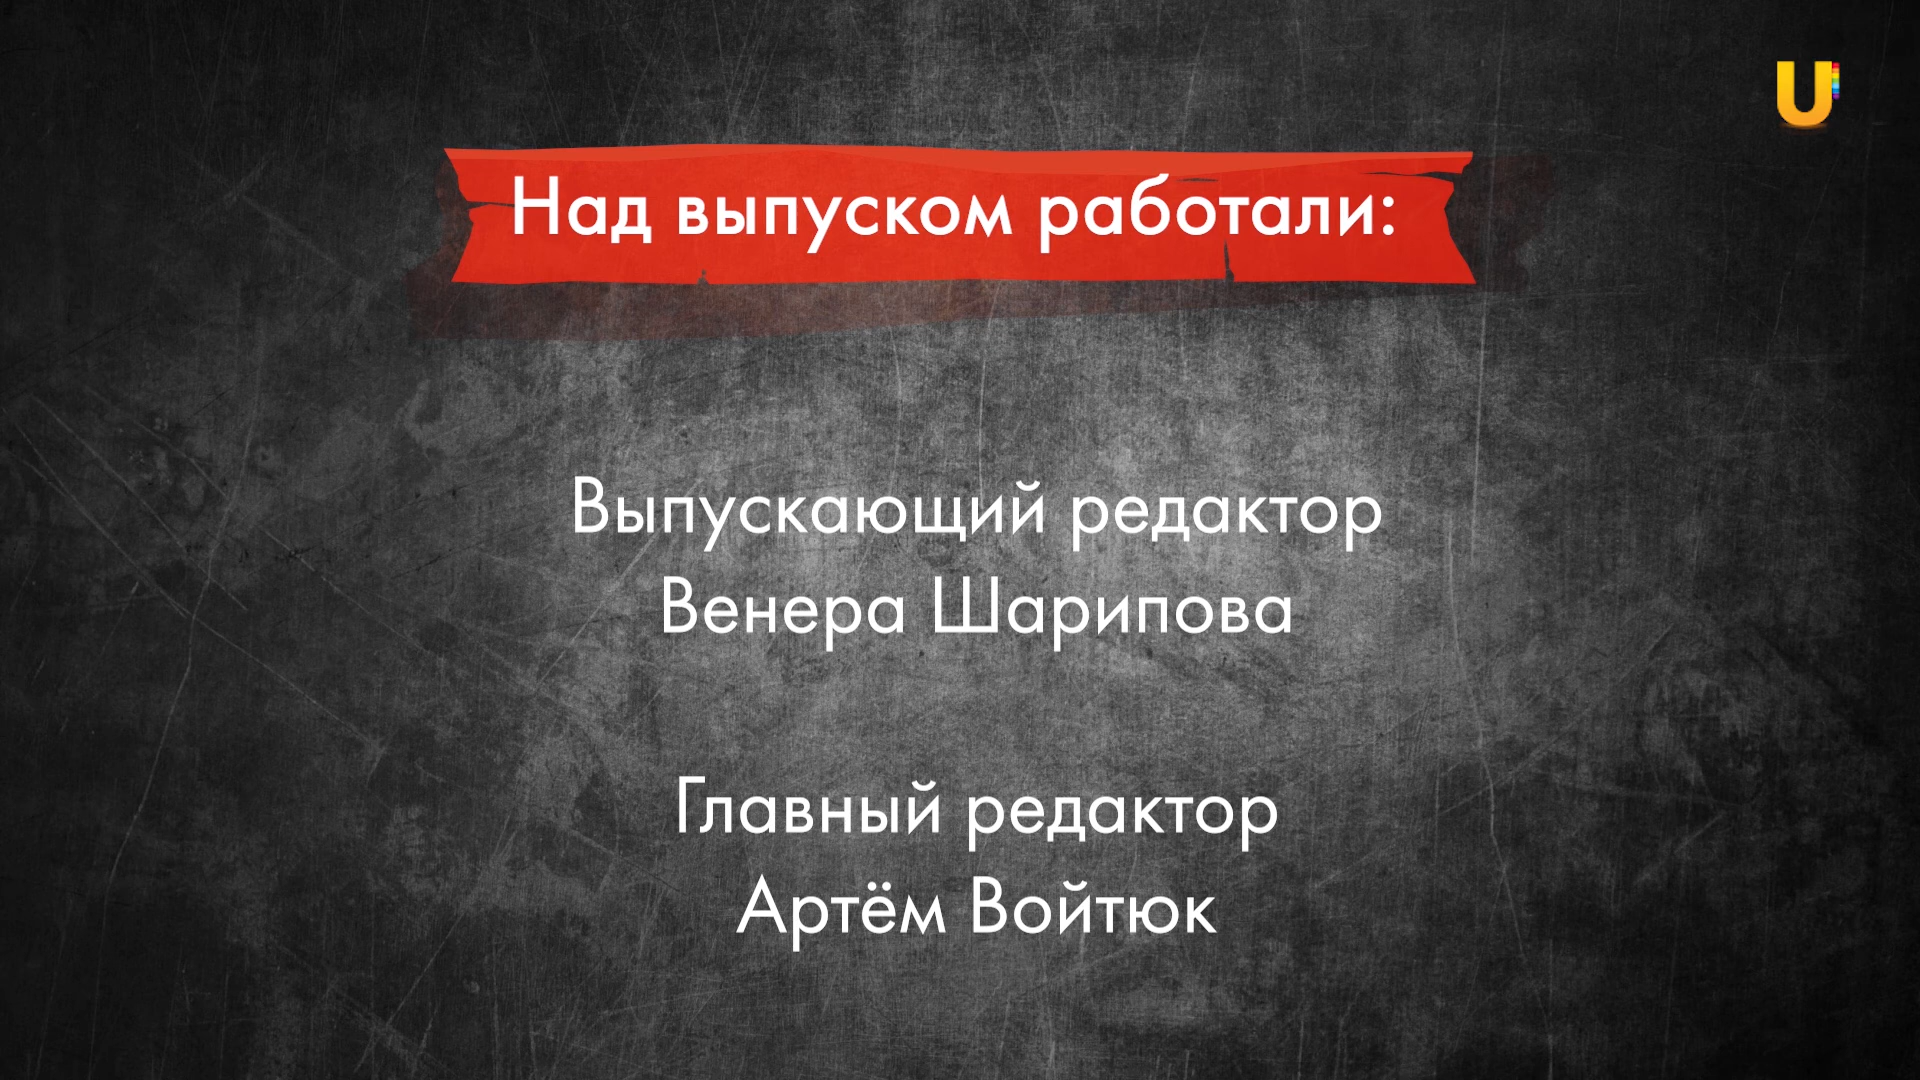 U
Над выпуском работали:
Выпускающий редактор
Венера Шарипова
Главный редактор
Артём Войтюк